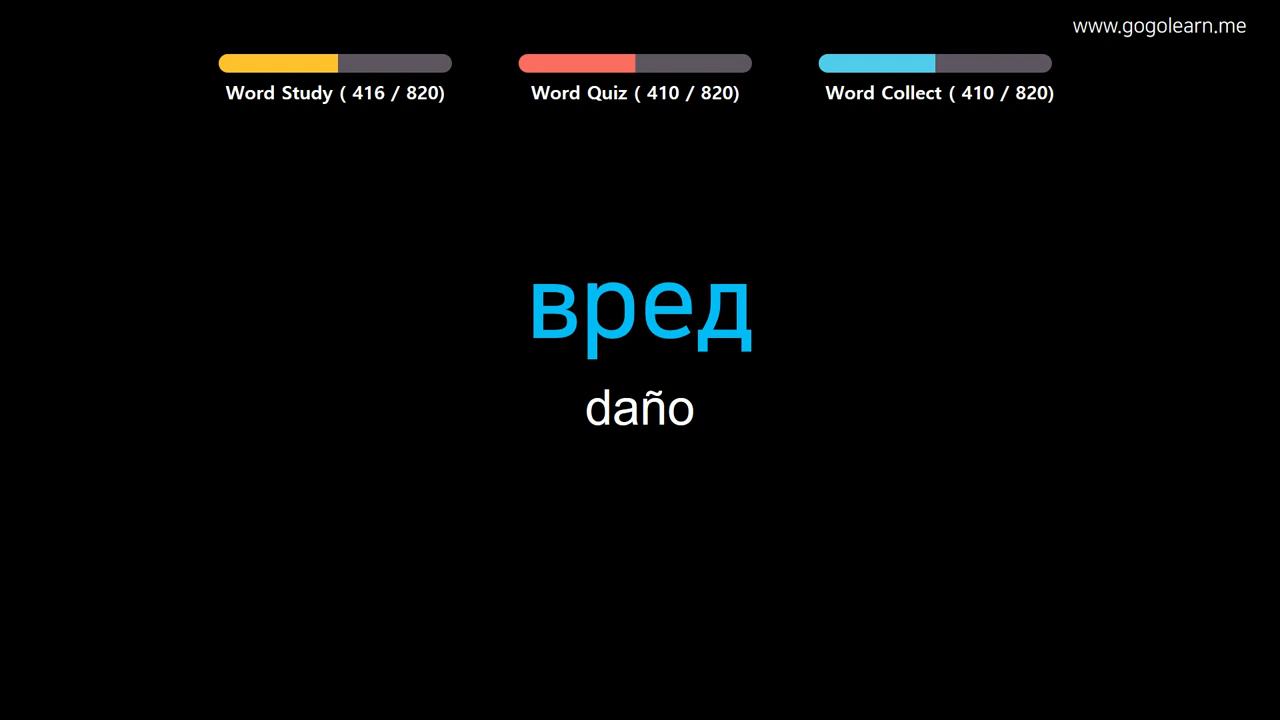 www.gogolearn.me
Word Study ( 416 / 820)
Word Quiz ( 410 / 820)
Word Collect ( 410 / 820)
вред
daño